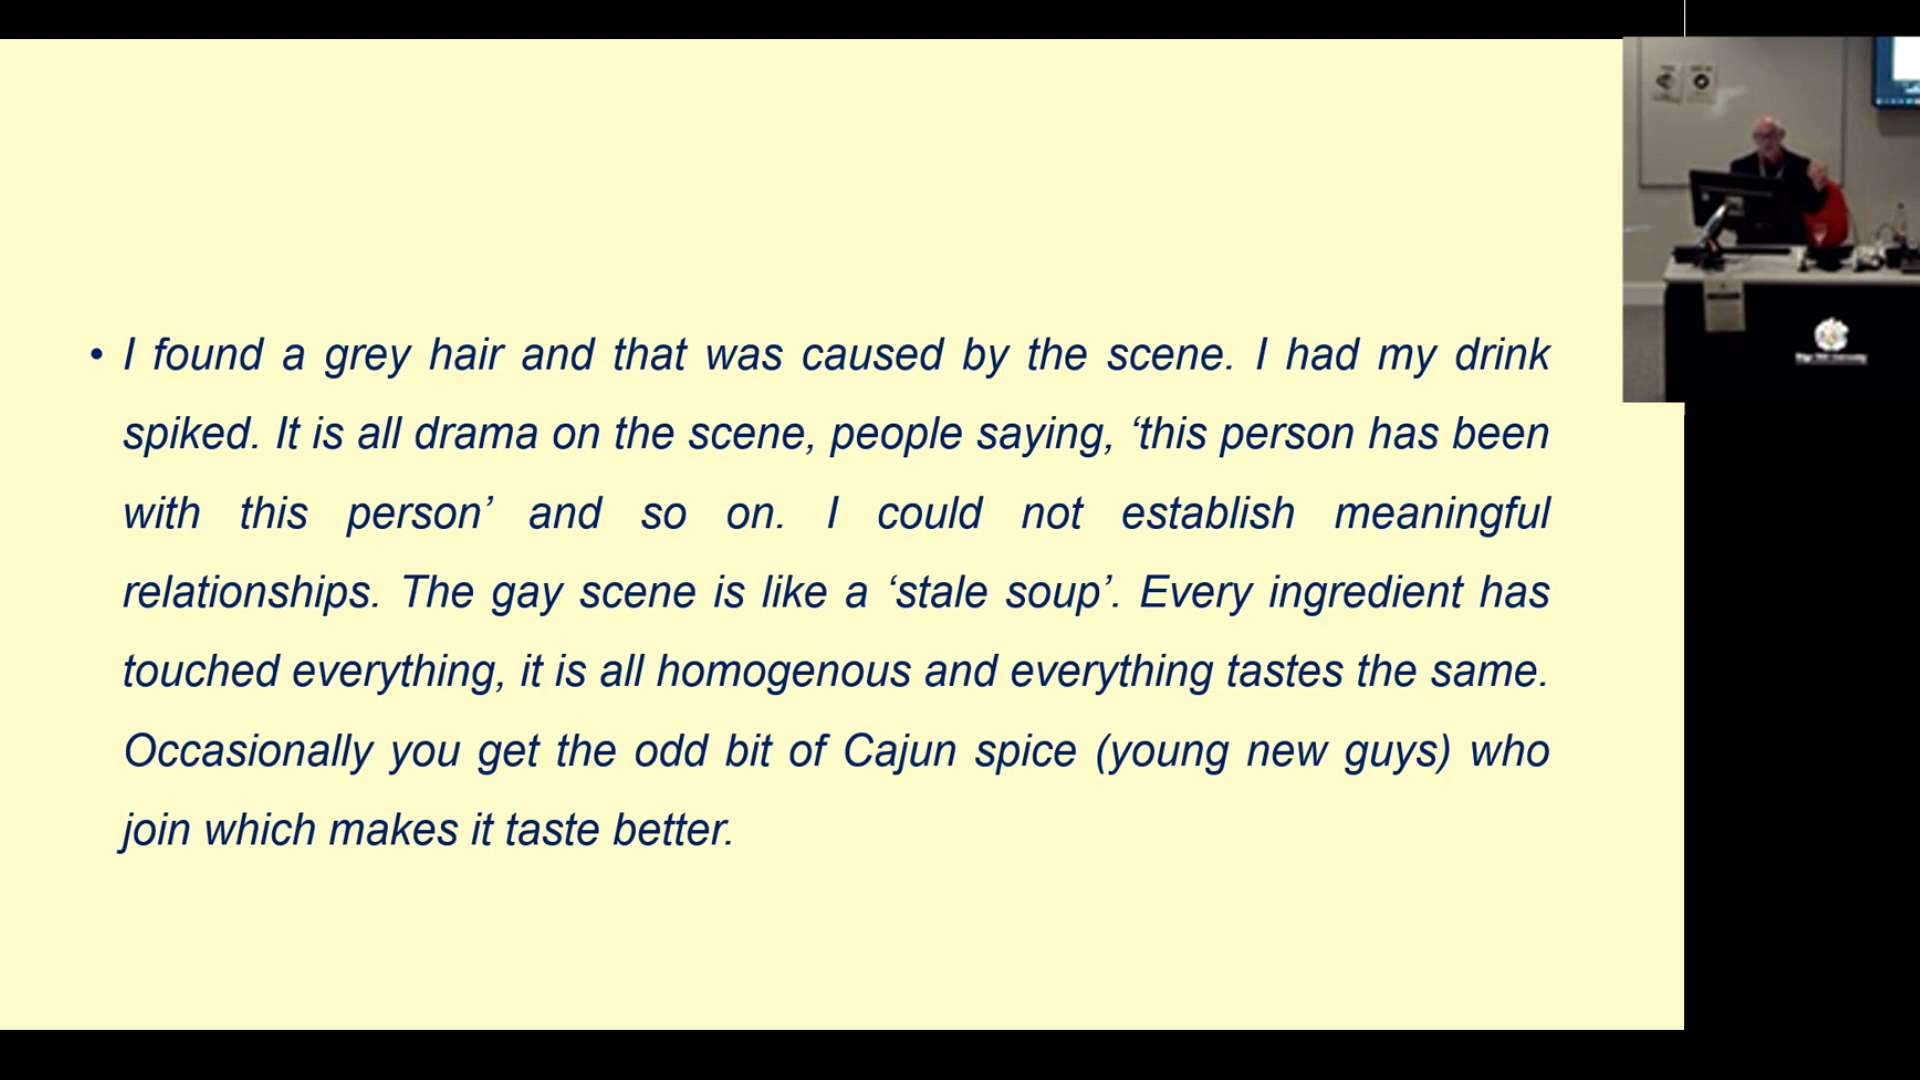 • I found a grey hair and that was caused by the scene. I had my drink
spiked. It is all drama on the scene, people saying, ‘this person has been
with this person’ and so on. I could not establish meaningful
relationships. The gay scene is like a ‘stale soup’. Every ingredient has
touched everything, it is all homogenous and everything tastes the same.
Occasionally you get the odd bit of Cajun spice (young new guys) who
join which makes it taste better.